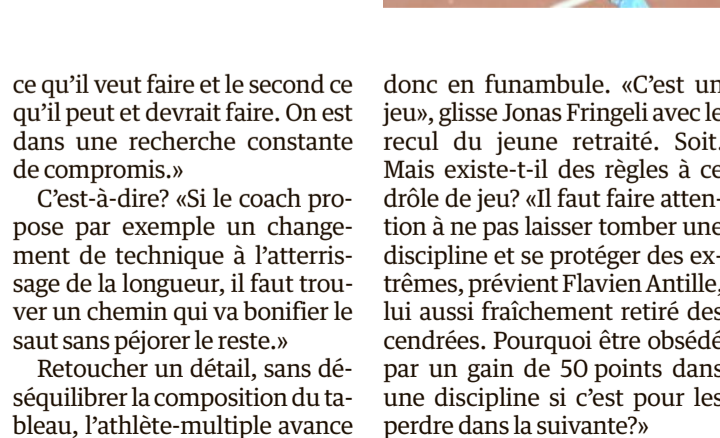 ce qu’il veut faire et le second ce
qu’il peut et devrait faire. On est
dans une recherche constante
de compromis.»
C’est-à-dire? «Si le coach pro-
pose par exemple un change-
ment de technique à l’atterris-
sage de la longueur, il faut trou-
ver un chemin qui va bonifier le
saut sans péjorer le reste.»
Retoucher un détail, sans dé-
séquilibrer la composition du ta-
bleau, l’athlète-multiple avance
donc en funambule. «C’est un
jeu», glisse Jonas Fringeli avec le
recul du jeune retraité. Soit.
Mais existe-t-il des règles à ce
drôle de jeu? «Il faut faire atten-
tion à ne pas laisser tomber une
discipline et se protéger des ex-
trêmes, prévient Flavien Antille,
lui aussi fraîchement retiré des
cendrées. Pourquoi être obsédé
par un gain de 50 points dans
une discipline si c’est pour les
perdre dans la suivante?»